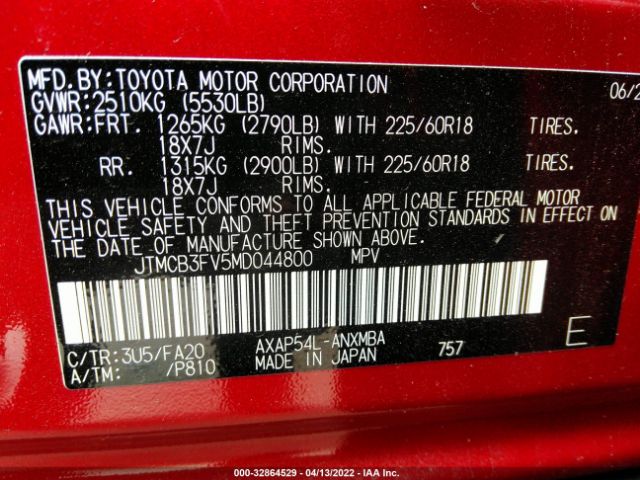 MFD.BY:TOYOTA MOTOR CORPORATION 06/2
GVWR:2510KG (5530LB)
GAWR:FRT. 1265KG (2790LB) WITH 225/60R18 TIRES.
18X7J RIMS.
RR. 1315KG (2900LB) WITH 225/60R18 TIRES.
18X7J RIMS.
THIS VEHICLE CONFORMS TO ALL APPLICABLE FEDERAL MOTOR
VEHICLE SAFETY AND THEFT PREVENTION STANDARDS IN EFFECT ON
THE DATE OF MANUFACTURE SHOWN ABOVE.
JTMCB3FV5MD044800 MPV
C/TR:3U5/FA20 AXAP54L-ANXMBA 757 E
A/TM: /P810 MADE IN JAPAN
000-32864529 - 04/13/2022 - IAA Inc.